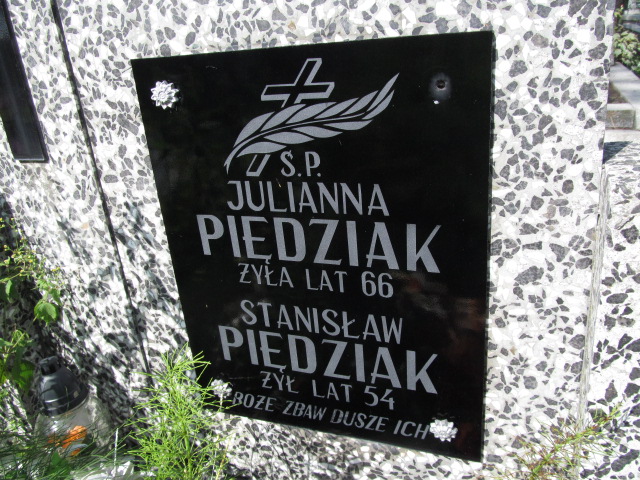 Ś.P.
JULIANNA
PIĘDZIAK
ŻYŁA LAT 66
STANISŁAW
PIĘDZIAK
ŻYŁ LAT 54
BOŻE ZBAW DUSZE ICH